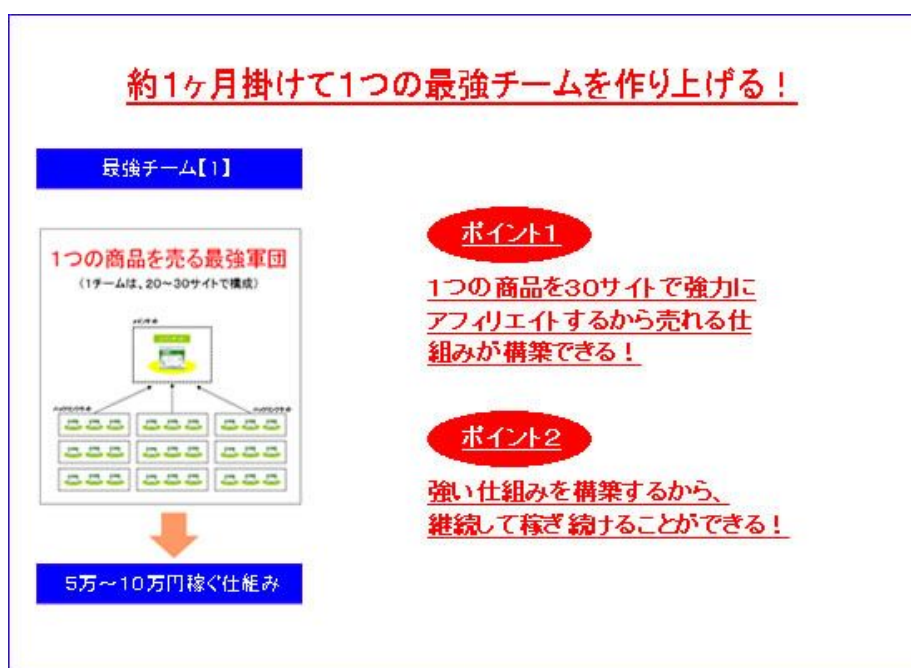 約1ヶ月掛けて1つの最強チームを作り上げる！
最強チーム【1】
1つの商品を売る最強軍団
(1チームは、20～30サイトで構成)
ポイント1
1つの商品を30サイトで強力に
アフィリエイトするから売れる仕
組みが構築できる！
ポイント2
強い仕組みを構築するから、
継続して稼ぎ続けることができる！
5万～10万円稼ぐ仕組み